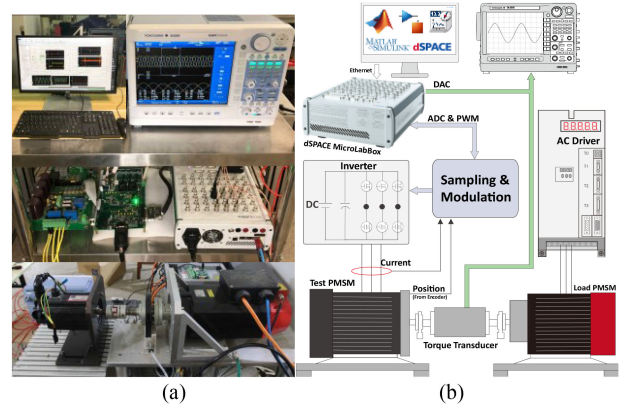 YOKOGAWA
MATLAB
&SIMULINK
dSPACE
Ethernet
DAC
dSPACE MicroLabBox
ADC & PWM
AC Driver
Inverter
DC
Sampling &
Modulation
Current
Test PMSM
Position
(From Encoder)
Load PMSM
Torque Transducer
(a)
(b)